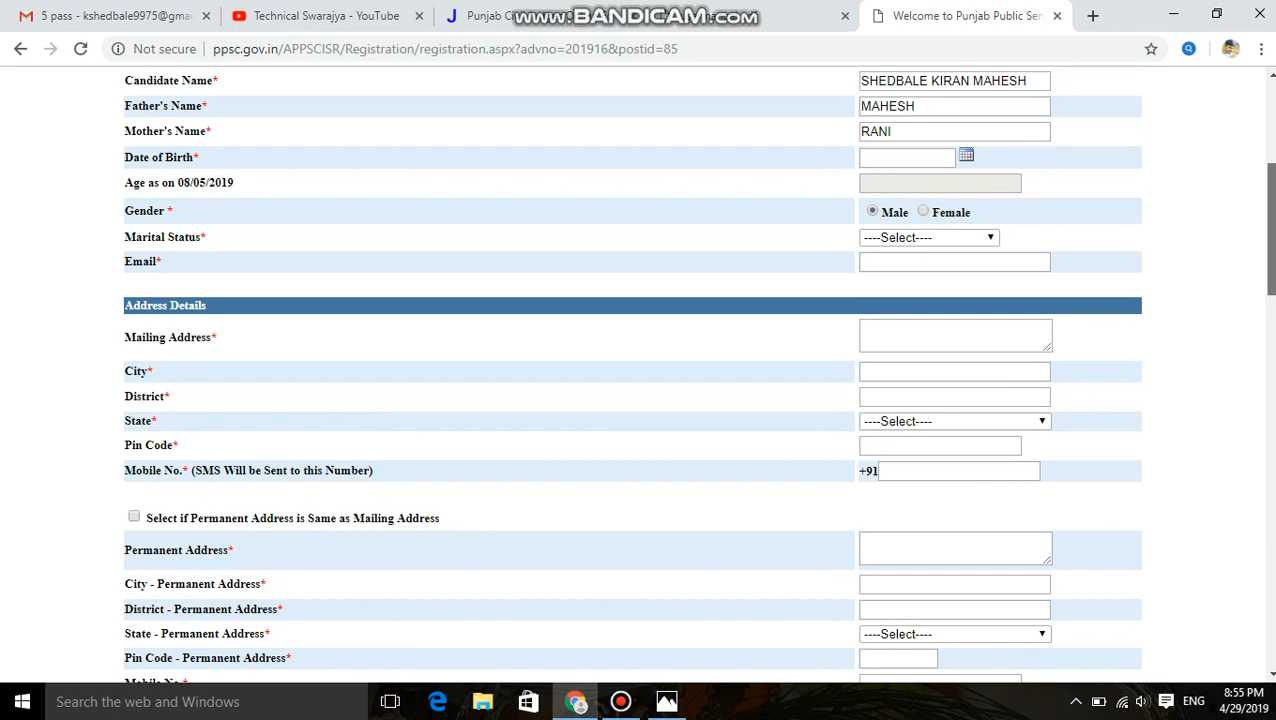 5 pass - kshedbale9975@gma
Technical Swarajya - YouTube
Punjab C
www.BANDICAM.com
Welcome to Punjab Public Ser
Not secure
ppsc.gov.in/APPSCISR/Registration/registration.aspx?advno=201916&postid=85
Candidate Name*
SHEDBALE KIRAN MAHESH
Father's Name*
MAHESH
Mother's Name*
RANI
Date of Birth*
Age as on 08/05/2019
Gender *
Male
Female
Marital Status*
----Select----
Email*
Address Details
Mailing Address*
City*
District*
State*
----Select----
Pin Code*
Mobile No.* (SMS Will be Sent to this Number)
+91
Select if Permanent Address is Same as Mailing Address
Permanent Address*
City - Permanent Address*
District - Permanent Address*
State - Permanent Address*
----Select----
Pin Code - Permanent Address*
Mobile No.*
Search the web and Windows
ENG
8:55 PM
4/29/2019